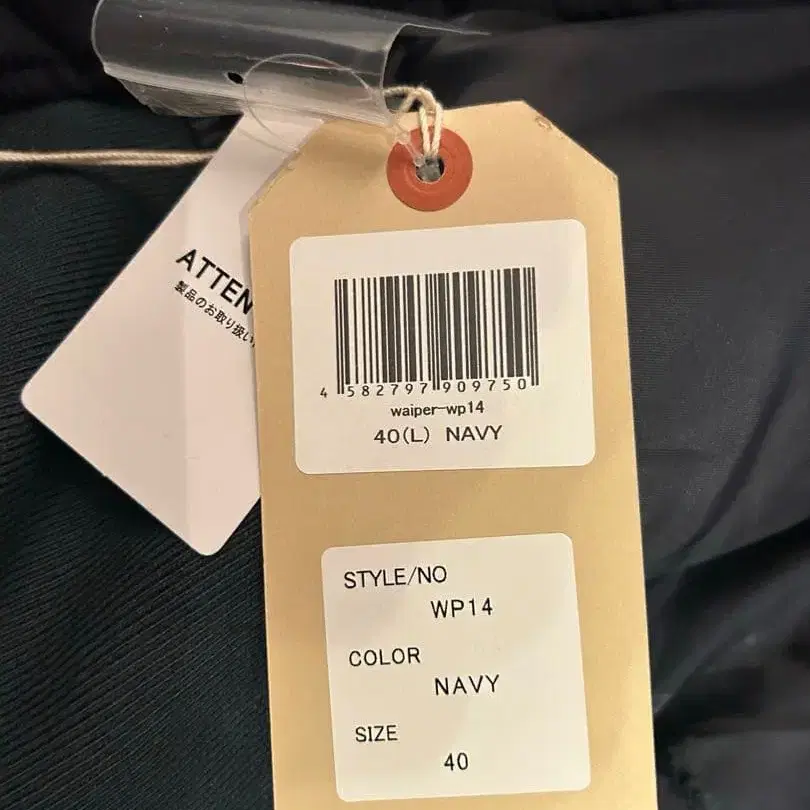 ATTEN
製品のお取り扱い
4 582797 909750
waiper-wp14
40(L) NAVY
STYLE/NO
WP14
COLOR
NAVY
SIZE
40